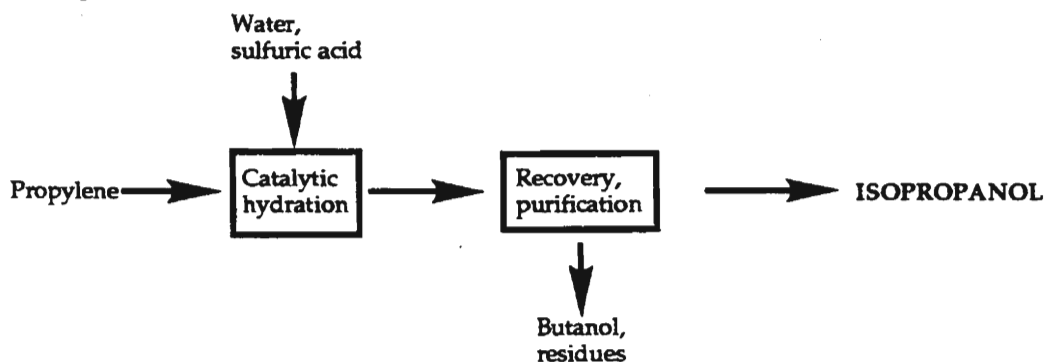 Water,
sulfuric acid
Propylene
Catalytic
hydration
Recovery,
purification
ISOPROPANOL
Butanol,
residues